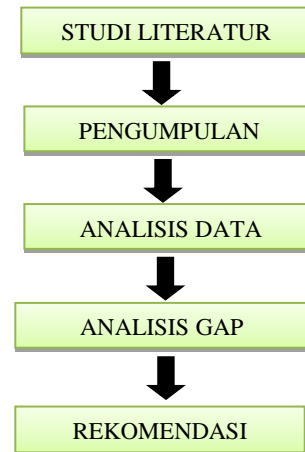 STUDI LITERATUR
PENGUMPULAN
ANALISIS DATA
ANALISIS GAP
REKOMENDASI